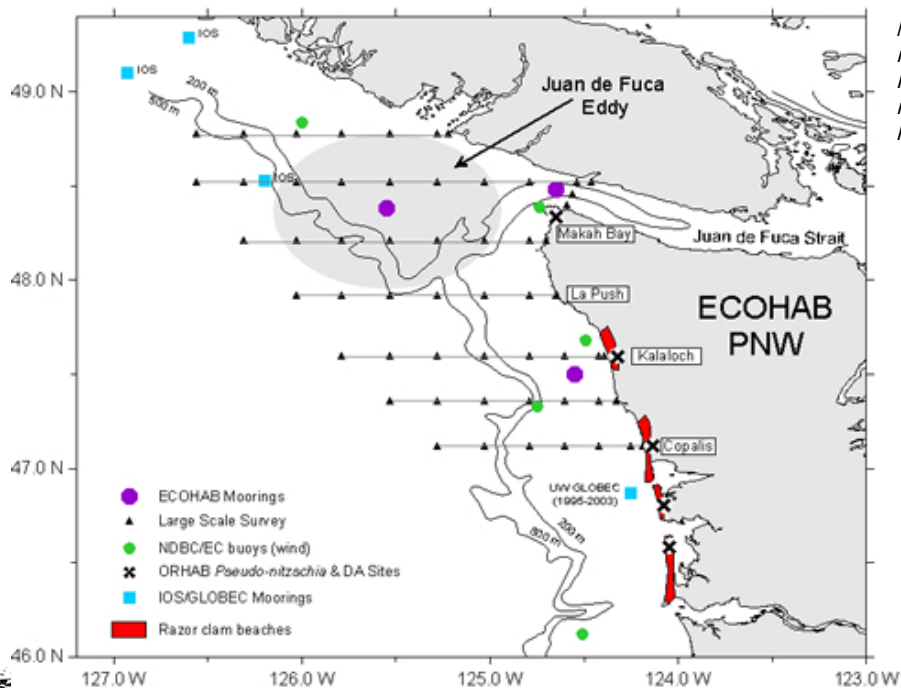 IOS
IOS
49.0 N
200 m
500 m
Juan de Fuca
Eddy
IOS
Makah Bay
Juan de Fuca Strait
48.0 N
La Push
ECOHAB
PNW
Kalaloch
Copalis
47.0 N
UW GLOBEC
(1995-2003)
ECOHAB Moorings
Large Scale Survey
200 m
500 m
NDBC/EC buoys (wind)
ORHAB Pseudo-nitzschia & DA Sites
IOS/GLOBEC Moorings
Razor clam beaches
46.0 N
127.0 W
126.0 W
125.0 W
124.0 W
123.0 W